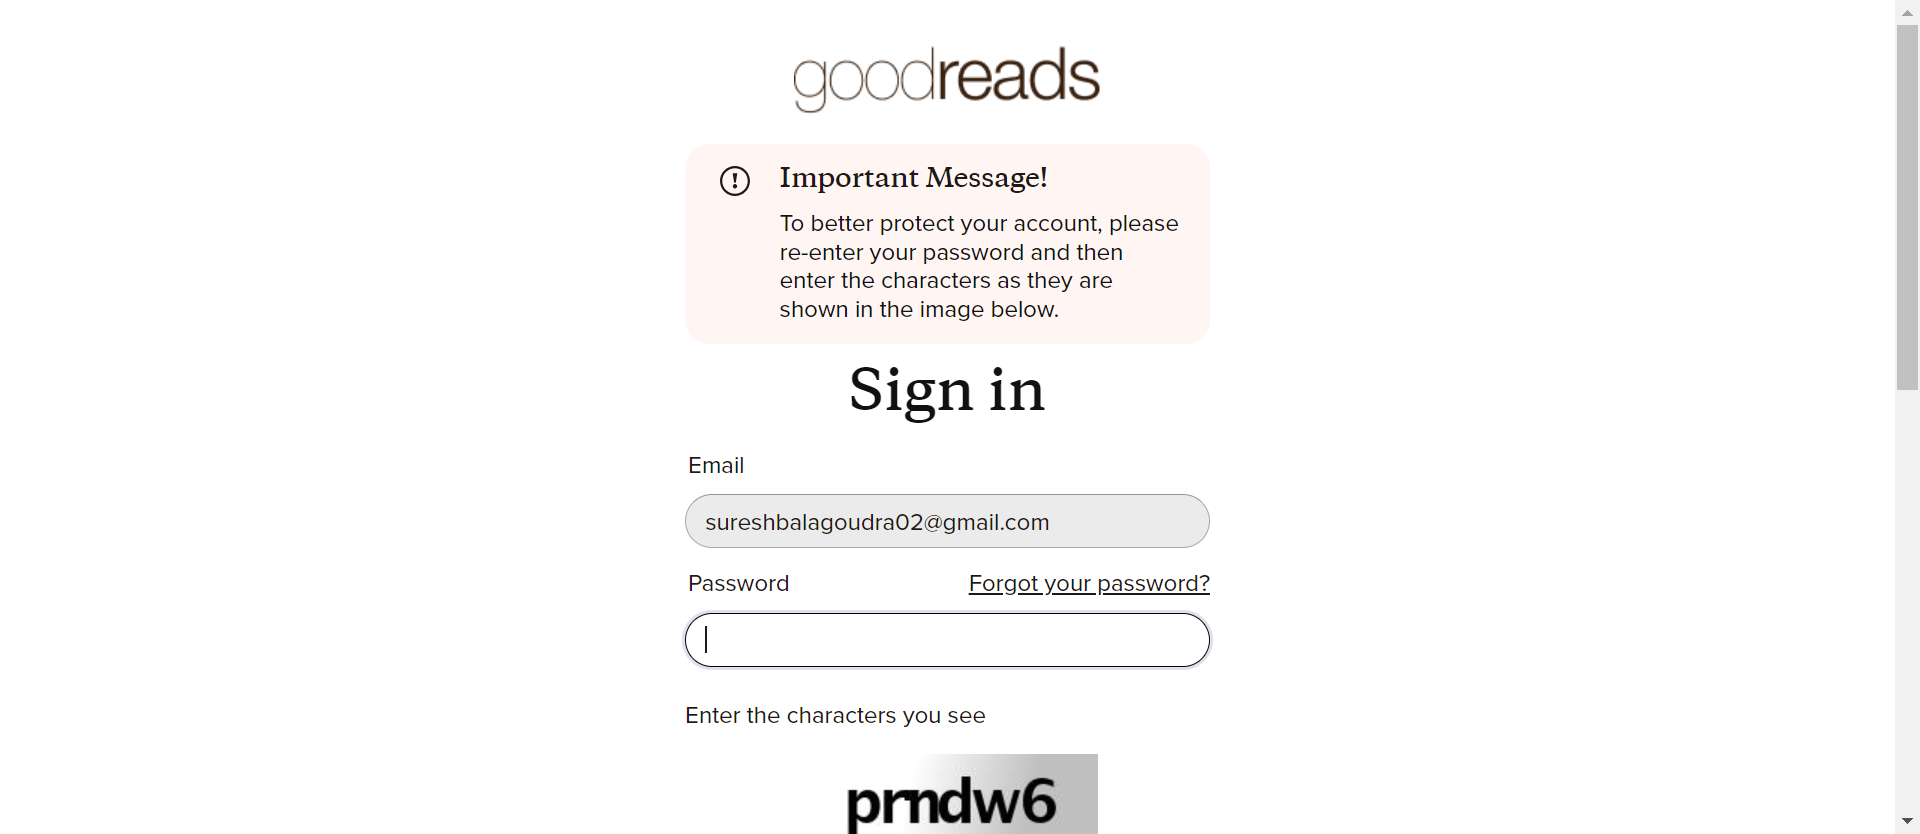 goodreads
Important Message!
To better protect your account, please
re-enter your password and then
enter the characters as they are
shown in the image below.
Sign in
Email
sureshbalagoudra02@gmail.com
Password Forgot your password?
Enter the characters you see